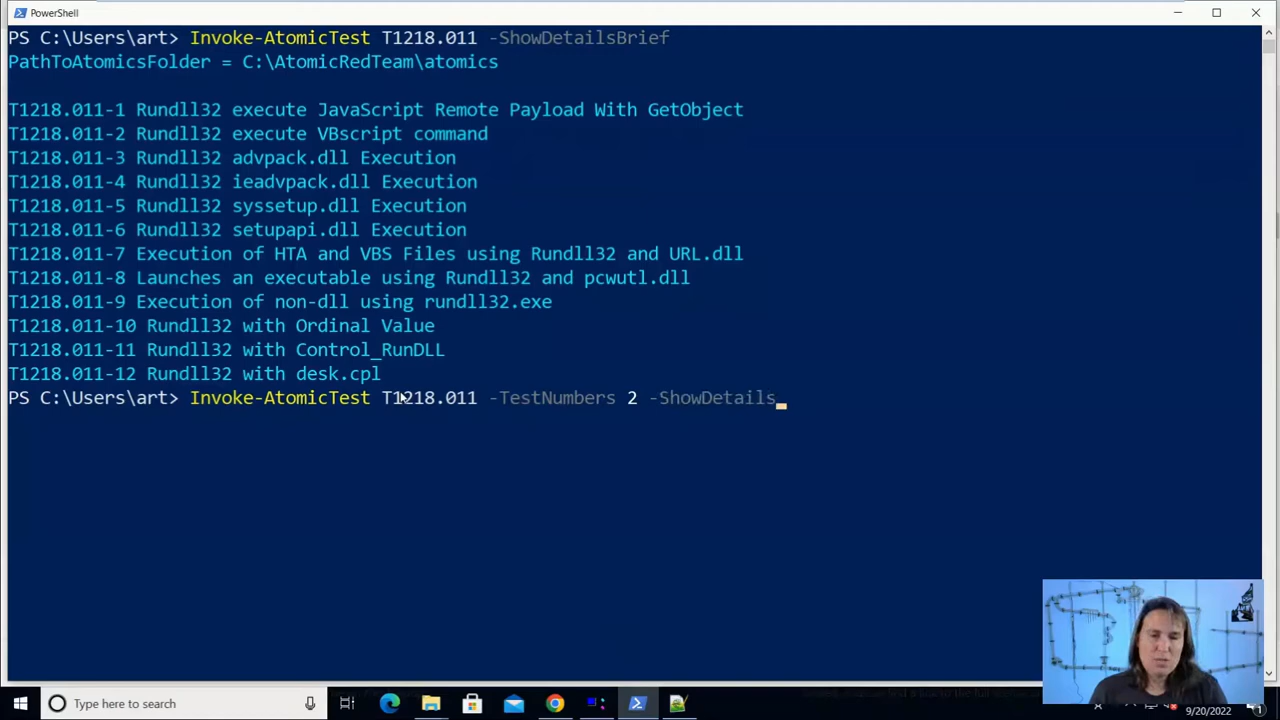 PowerShell
PS C:\Users\art> Invoke-AtomicTest T1218.011 -ShowDetailsBrief
PathToAtomicsFolder = C:\AtomicRedTeam\atomics
T1218.011-1 Rundll32 execute JavaScript Remote Payload With GetObject
T1218.011-2 Rundll32 execute VBscript command
T1218.011-3 Rundll32 advpack.dll Execution
T1218.011-4 Rundll32 ieadvpack.dll Execution
T1218.011-5 Rundll32 syssetup.dll Execution
T1218.011-6 Rundll32 setupapi.dll Execution
T1218.011-7 Execution of HTA and VBS Files using Rundll32 and URL.dll
T1218.011-8 Launches an executable using Rundll32 and pcwutl.dll
T1218.011-9 Execution of non-dll using rundll32.exe
T1218.011-10 Rundll32 with Ordinal Value
T1218.011-11 Rundll32 with Control_RunDLL
T1218.011-12 Rundll32 with desk.cpl
PS C:\Users\art> Invoke-AtomicTest T1218.011 -TestNumbers 2 -ShowDetails
Type here to search
9/20/2022